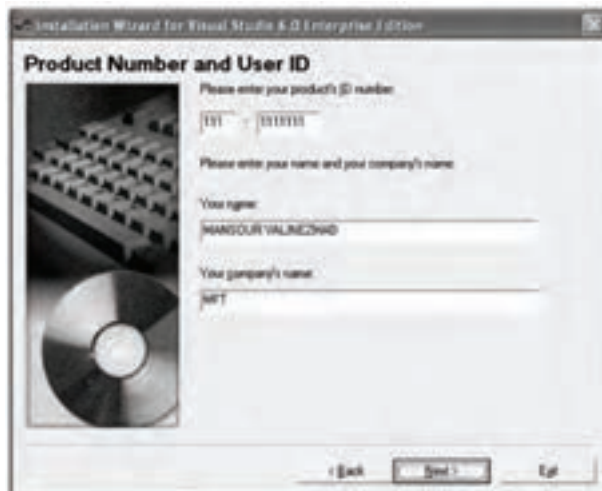 Installation Wizard for Visual Studio 6.0 Enterprise Edition
Product Number and User ID
Please enter your product's ID number:
111 - 1111111
Please enter your name and your company's name
Your name:
MANSOUR VALINEZHAD
Your company's name:
MFT
< Back
Next >
Exit